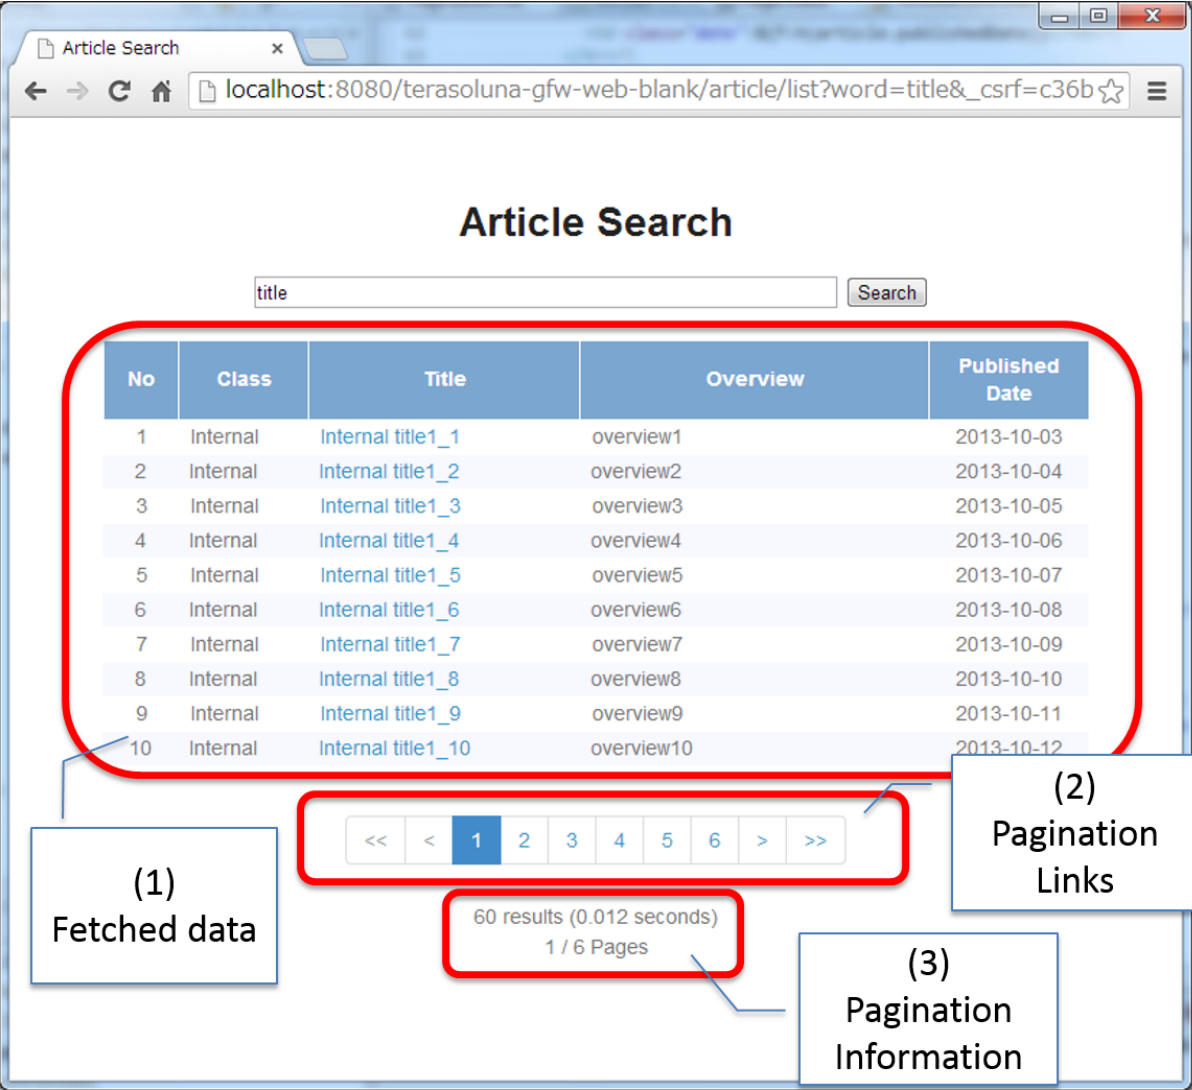 Article Search
localhost:8080/terasoluna-gfw-web-blank/article/list?word=title&_csrf=c36b
Article Search
title Search
No Class Title Overview Published Date
1 Internal Internal title1_1 overview1 2013-10-03
2 Internal Internal title1_2 overview2 2013-10-04
3 Internal Internal title1_3 overview3 2013-10-05
4 Internal Internal title1_4 overview4 2013-10-06
5 Internal Internal title1_5 overview5 2013-10-07
6 Internal Internal title1_6 overview6 2013-10-08
7 Internal Internal title1_7 overview7 2013-10-09
8 Internal Internal title1_8 overview8 2013-10-10
9 Internal Internal title1_9 overview9 2013-10-11
10 Internal Internal title1_10 overview10 2013-10-12
<< < 1 2 3 4 5 6 > >>
60 results (0.012 seconds)
1 / 6 Pages
(1)
Fetched data
(2)
Pagination
Links
(3)
Pagination
Information